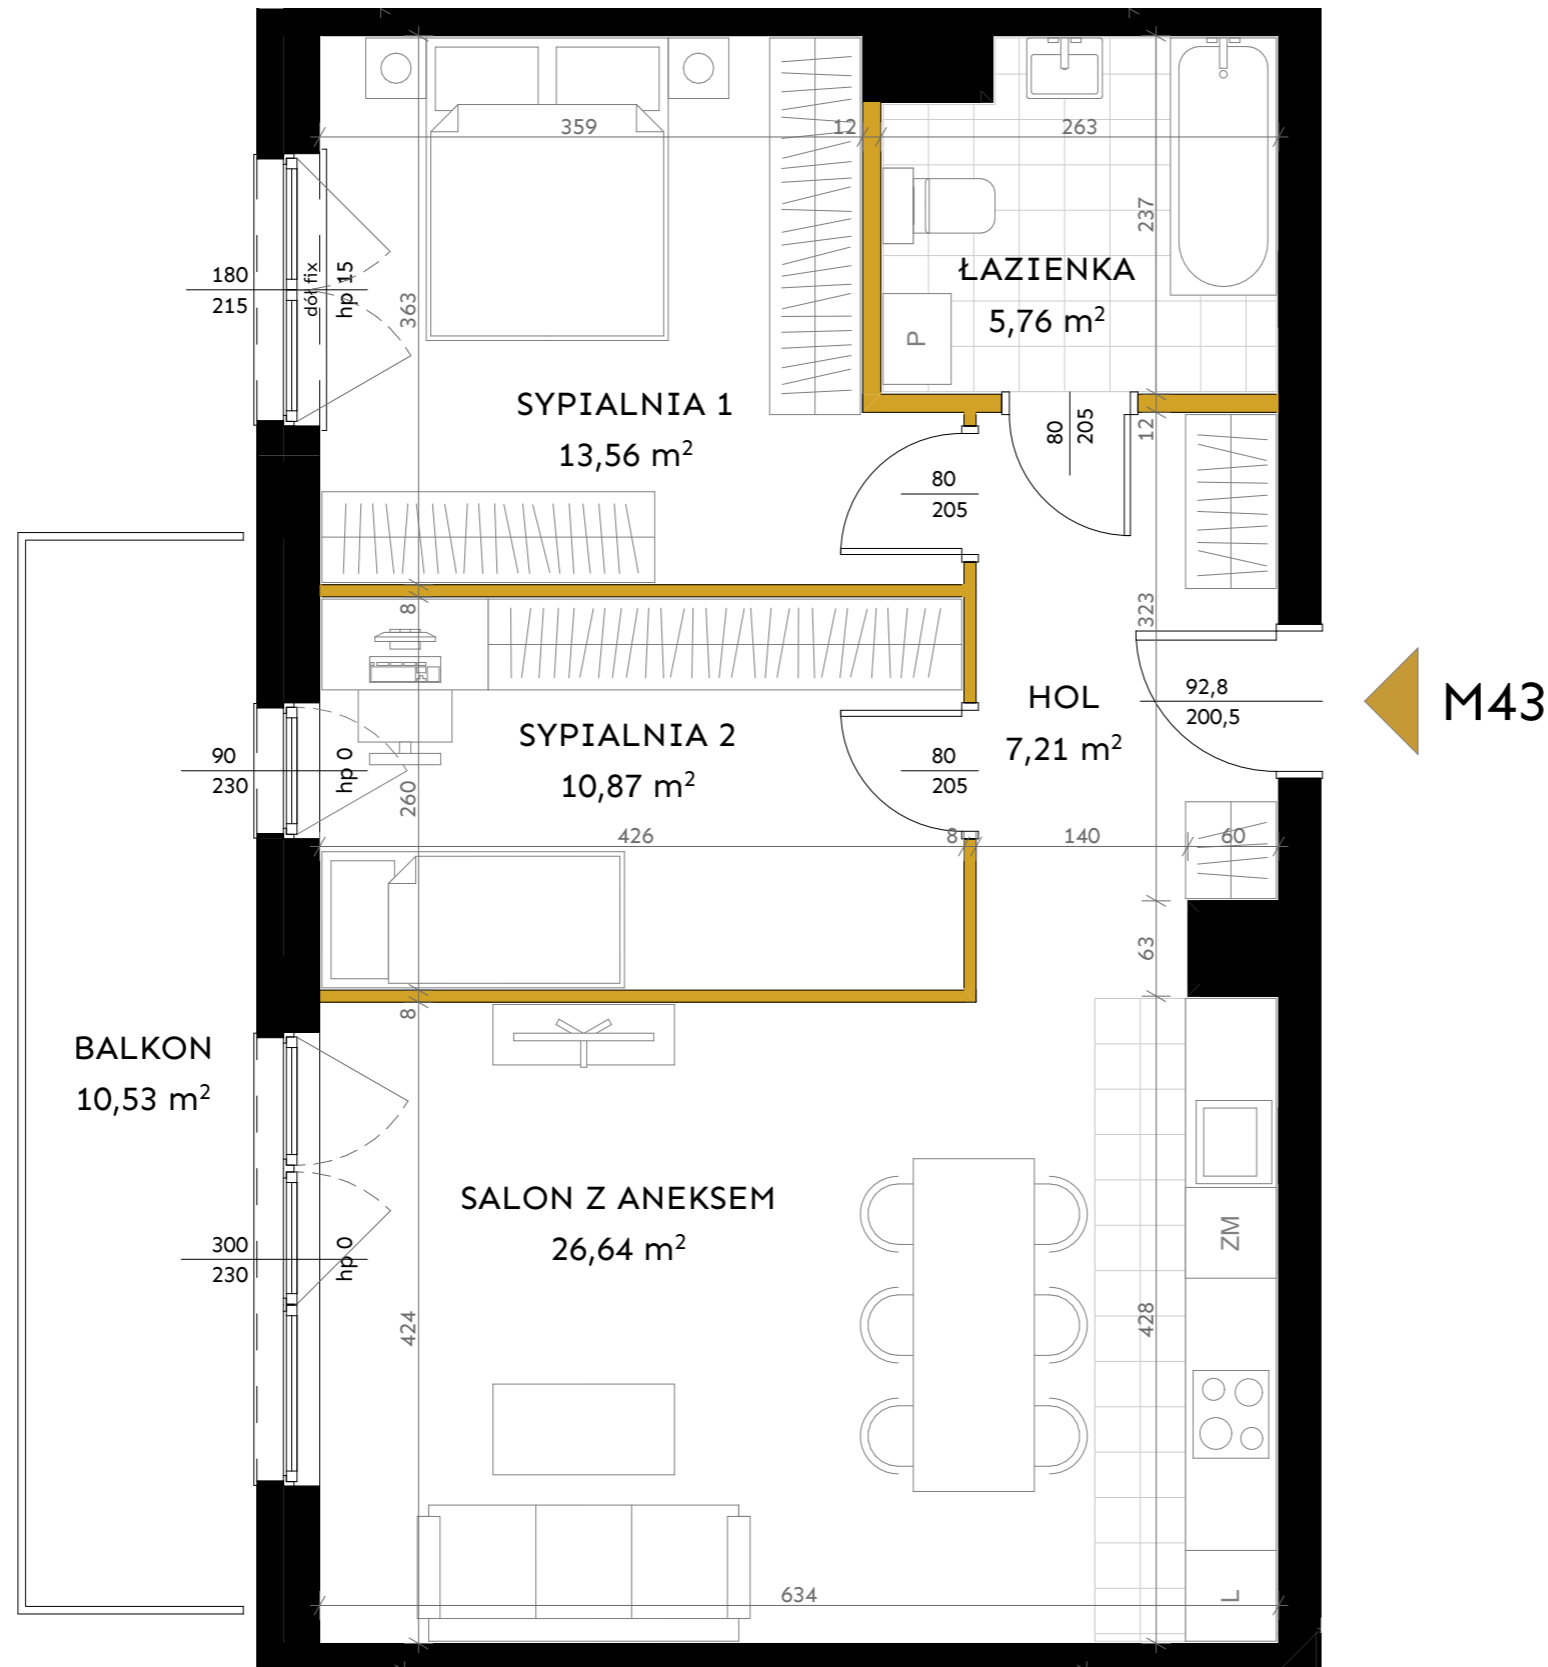 359
12
263
237
180
215
dół fix
hp 15
363
ŁAZIENKA
5,76 m²
P
SYPIALNIA 1
13,56 m²
80
205
12
80
205
8
323
HOL
7,21 m²
92,8
200,5
M43
SYPIALNIA 2
10,87 m²
90
230
hp 0
260
80
205
426
8
140
60
63
8
BALKON
10,53 m²
SALON Z ANEKSEM
26,64 m²
300
230
hp 0
424
ZM
428
L
634